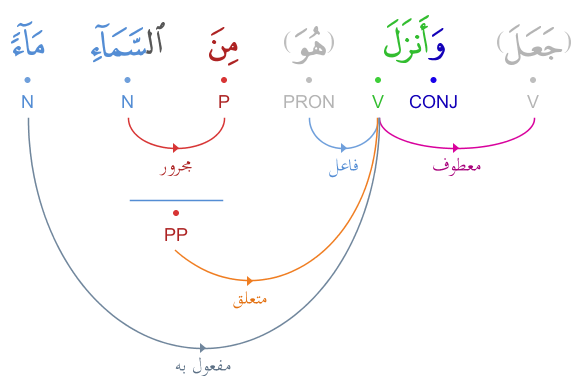 (جَعَلَ) وَأَنزَلَ (هُوَ) مِنَ ٱلسَّمَآءِ مَآءً
V CONJ V PRON P N N
مجرور فاعل معطوف
PP
متعلق
مفعول به